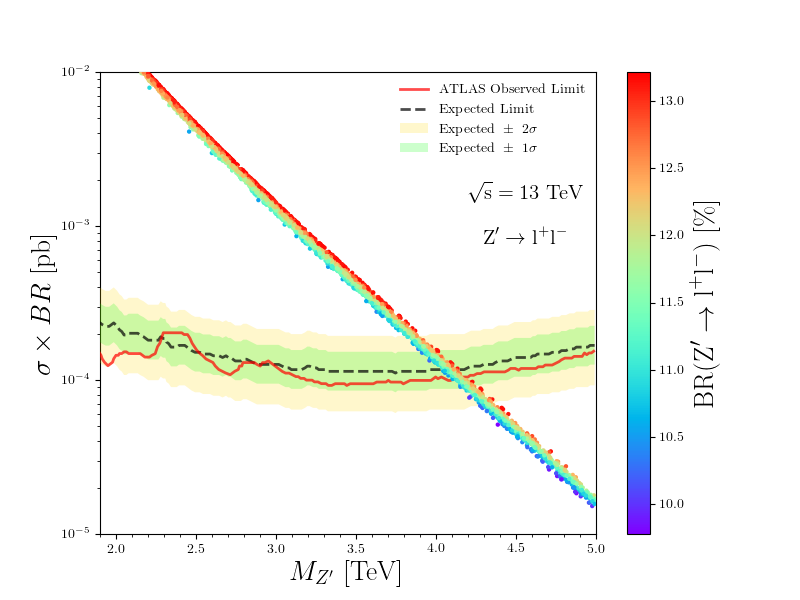 σ × BR [pb]
10⁻²
10⁻³
10⁻⁴
10⁻⁵
ATLAS Observed Limit
Expected Limit
Expected ± 2σ
Expected ± 1σ
√s = 13 TeV
Z′ → l⁺l⁻
2.0 2.5 3.0 3.5 4.0 4.5 5.0
M_Z′ [TeV]
13.0
12.5
12.0
11.5
11.0
10.5
10.0
BR(Z′ → l⁺l⁻) [%]